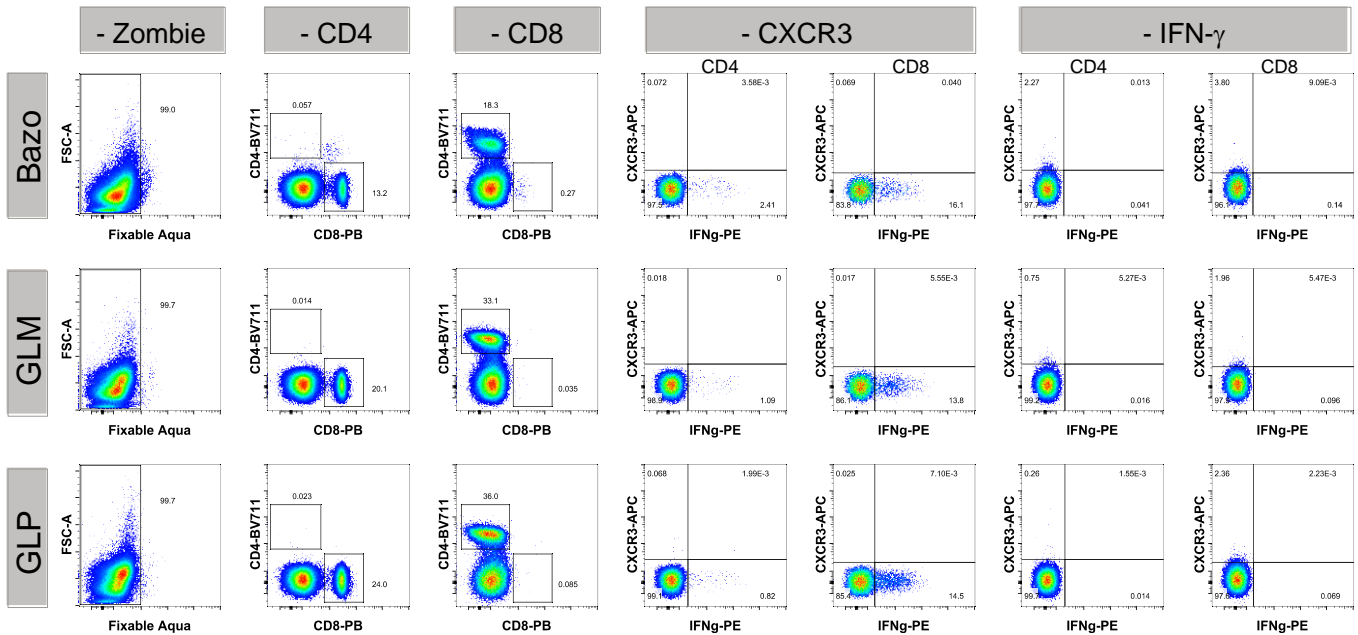 - Zombie
- CD4
- CD8
- CXCR3
- IFN-γ
CD4
CD8
CD4
CD8
Bazo
99.0
FSC-A
Fixable Aqua
0.057
13.2
CD4-BV711
CD8-PB
18.3
0.27
CD4-BV711
CD8-PB
0.072
3.58E-3
2.41
CXCR3-APC
IFNg-PE
0.069
0.040
83.8
16.1
CXCR3-APC
IFNg-PE
2.27
0.013
0.041
CXCR3-APC
IFNg-PE
3.80
9.09E-3
0.14
CXCR3-APC
IFNg-PE
GLM
99.7
FSC-A
Fixable Aqua
0.014
20.1
CD4-BV711
CD8-PB
33.1
0.035
CD4-BV711
CD8-PB
0.018
0
1.09
CXCR3-APC
IFNg-PE
0.017
5.55E-3
86.1
13.8
CXCR3-APC
IFNg-PE
0.75
5.27E-3
0.016
CXCR3-APC
IFNg-PE
1.96
5.47E-3
0.096
CXCR3-APC
IFNg-PE
GLP
99.7
FSC-A
Fixable Aqua
0.023
24.0
CD4-BV711
CD8-PB
36.0
0.085
CD4-BV711
CD8-PB
0.068
1.99E-3
99.1
0.82
CXCR3-APC
IFNg-PE
0.025
7.10E-3
85.4
14.5
CXCR3-APC
IFNg-PE
0.26
1.55E-3
0.014
CXCR3-APC
IFNg-PE
2.36
2.23E-3
0.069
CXCR3-APC
IFNg-PE